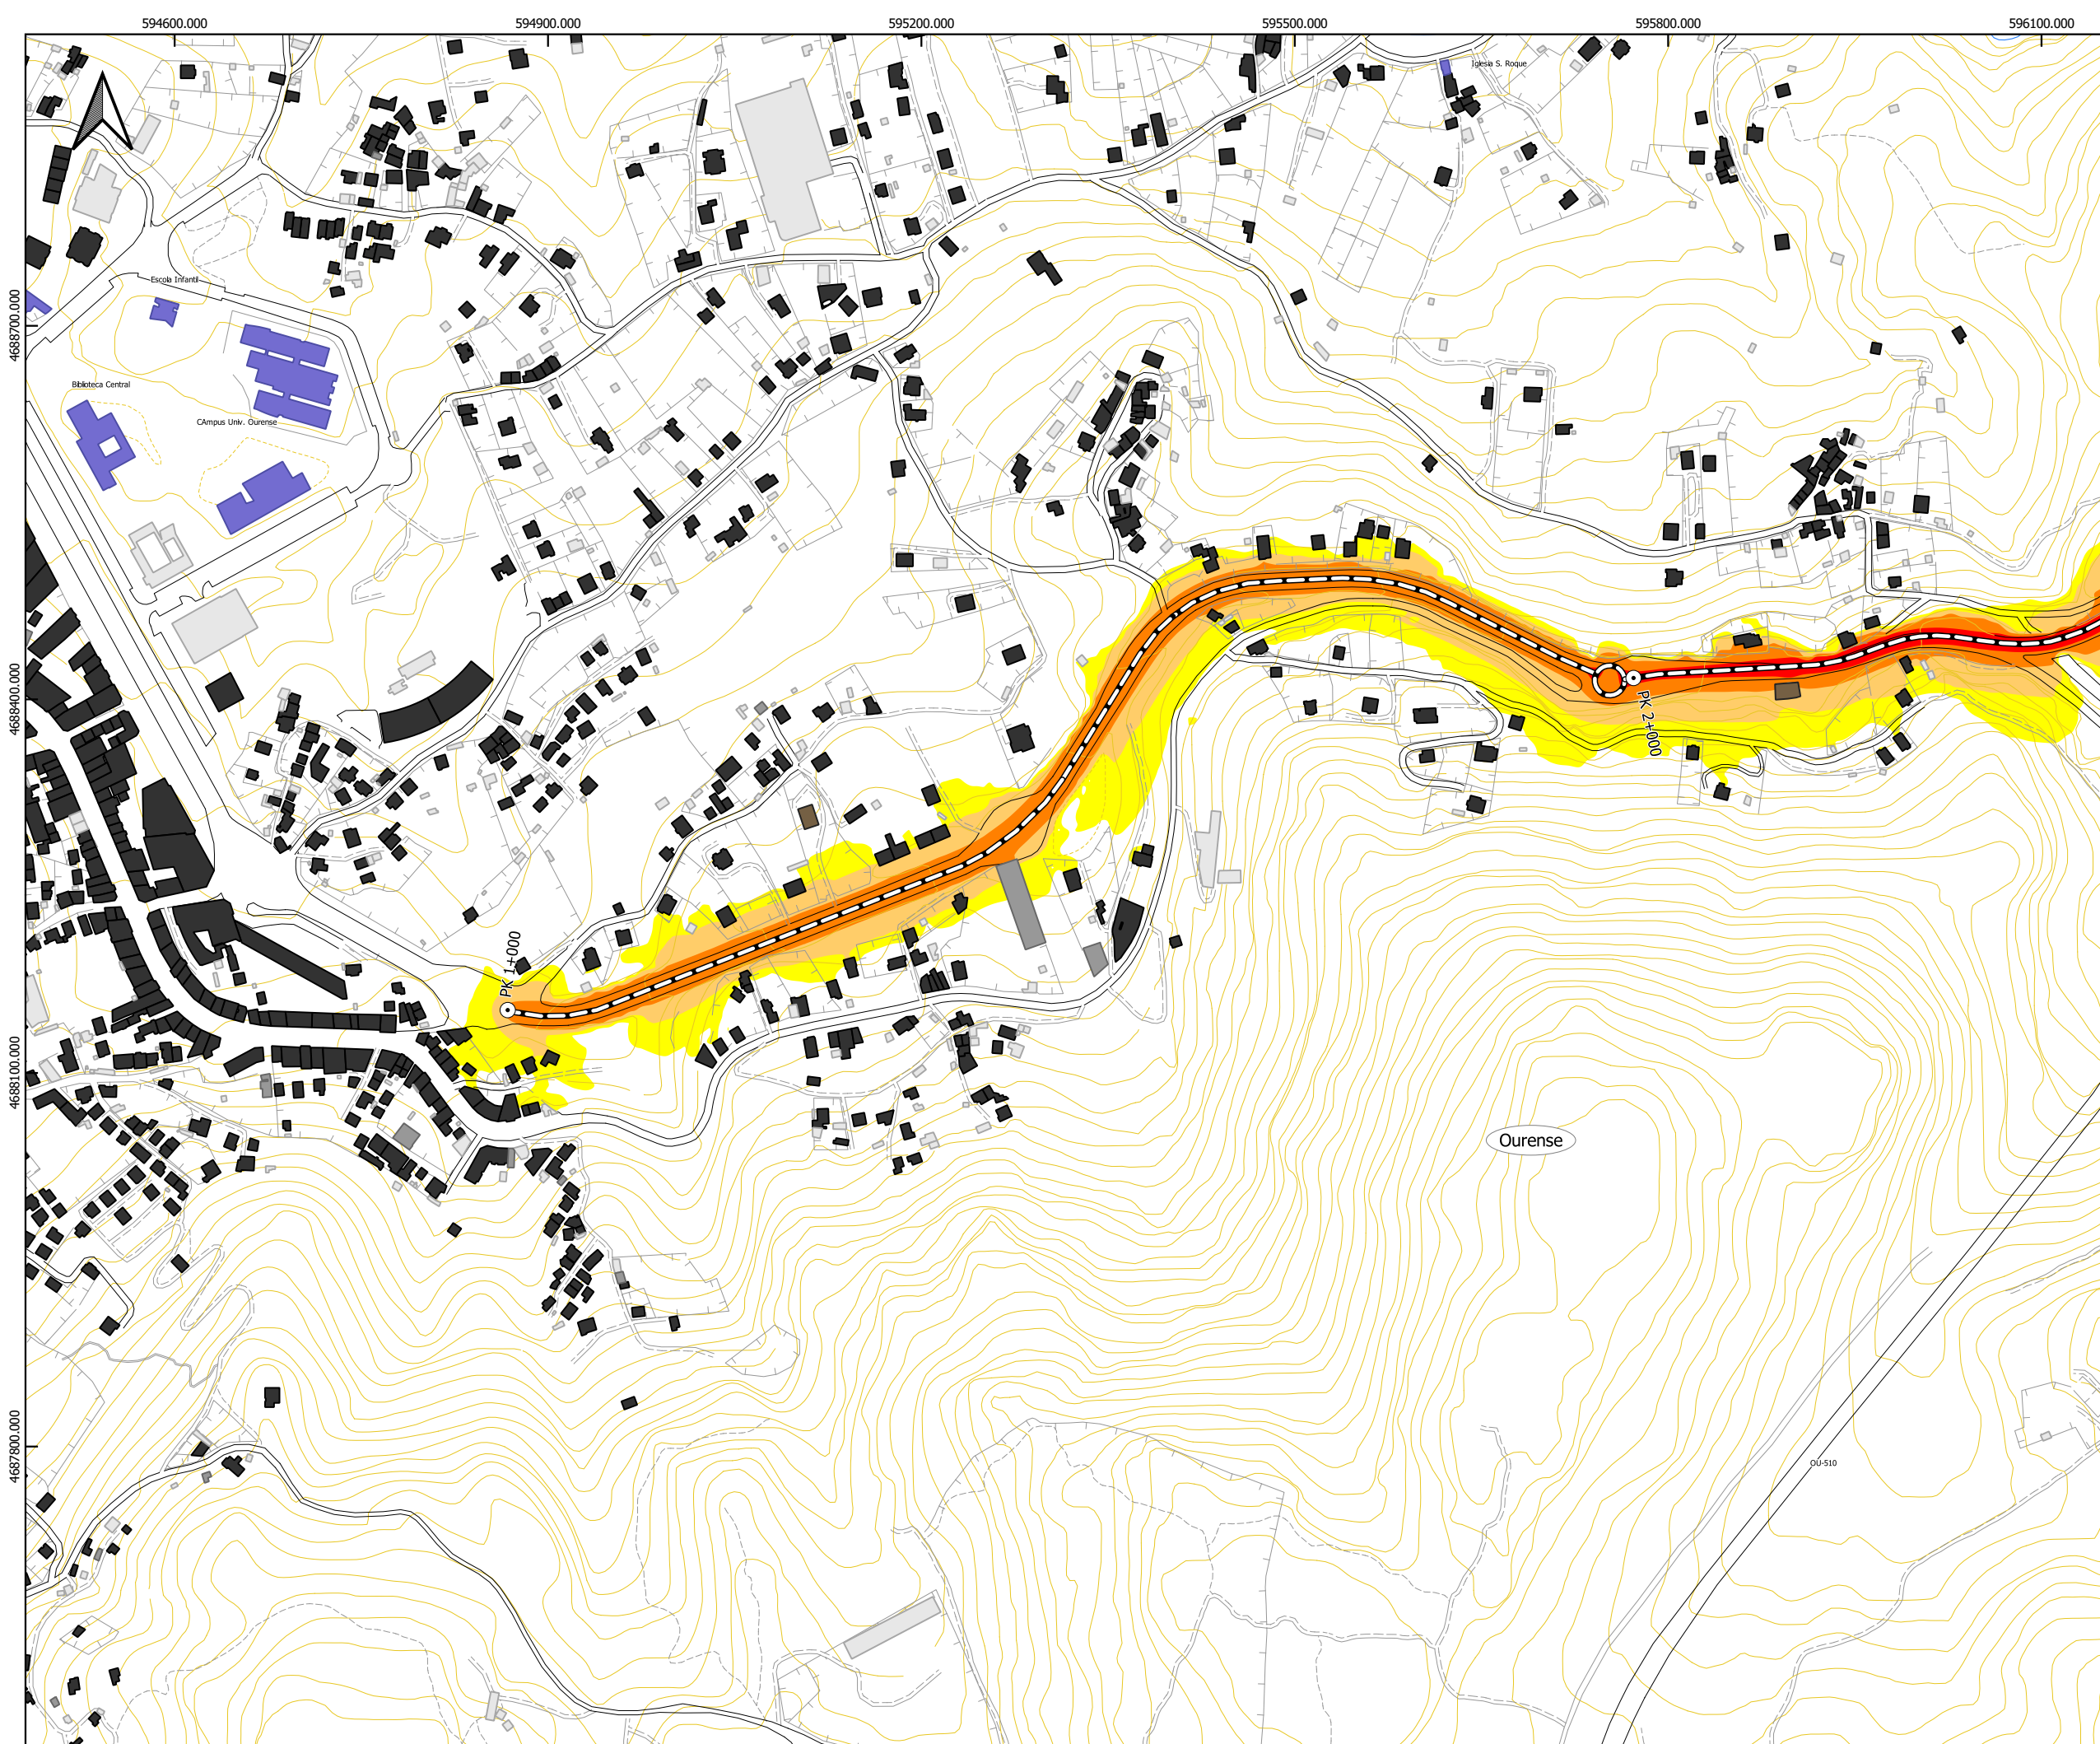 594600.000
594900.000
595200.000
595500.000
595800.000
596100.000
Iglesia S. Roque
Escola Infantil
4688700.000
Biblioteca Central
CAmpus Univ. Ourense
4688400.000
PK 2+000
PK 1+000
4688100.000
Ourense
4687800.000
OU-510